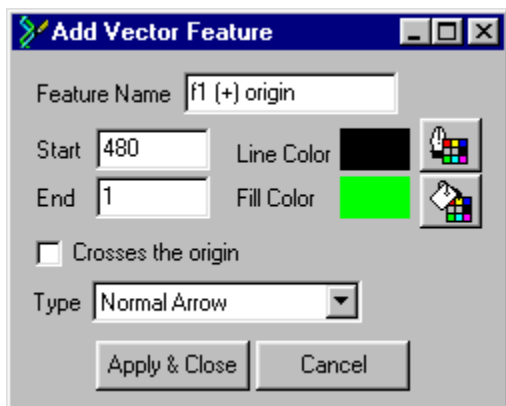 Add Vector Feature
Feature Name f1 (+) origin
Start 480 Line Color
End 1 Fill Color
Crosses the origin
Type Normal Arrow
Apply & Close Cancel